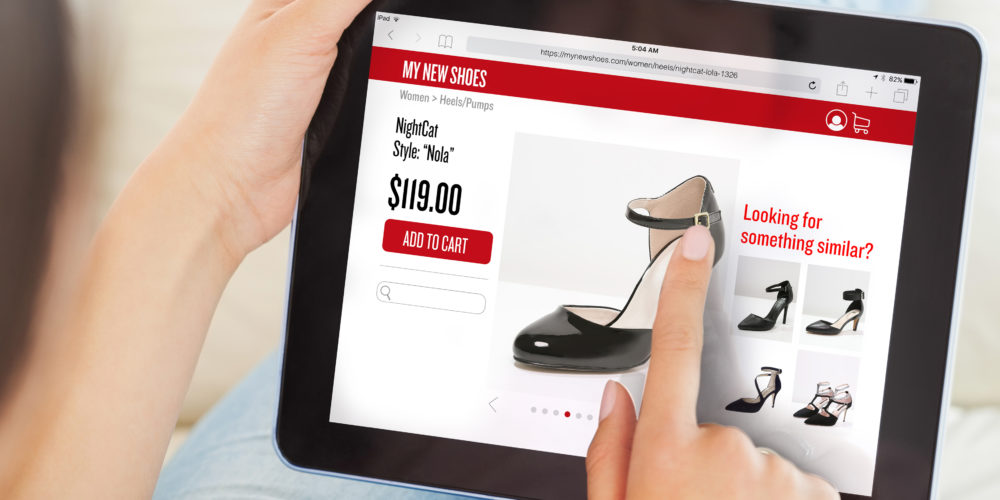 iPad
5:04 AM
82%
https://mynewshoes.com/women/heels/nightcat-lola-1326
MY NEW SHOES
Women > Heels/Pumps
NightCat
Style: “Nola”
$119.00
ADD TO CART
Looking for
something similar?